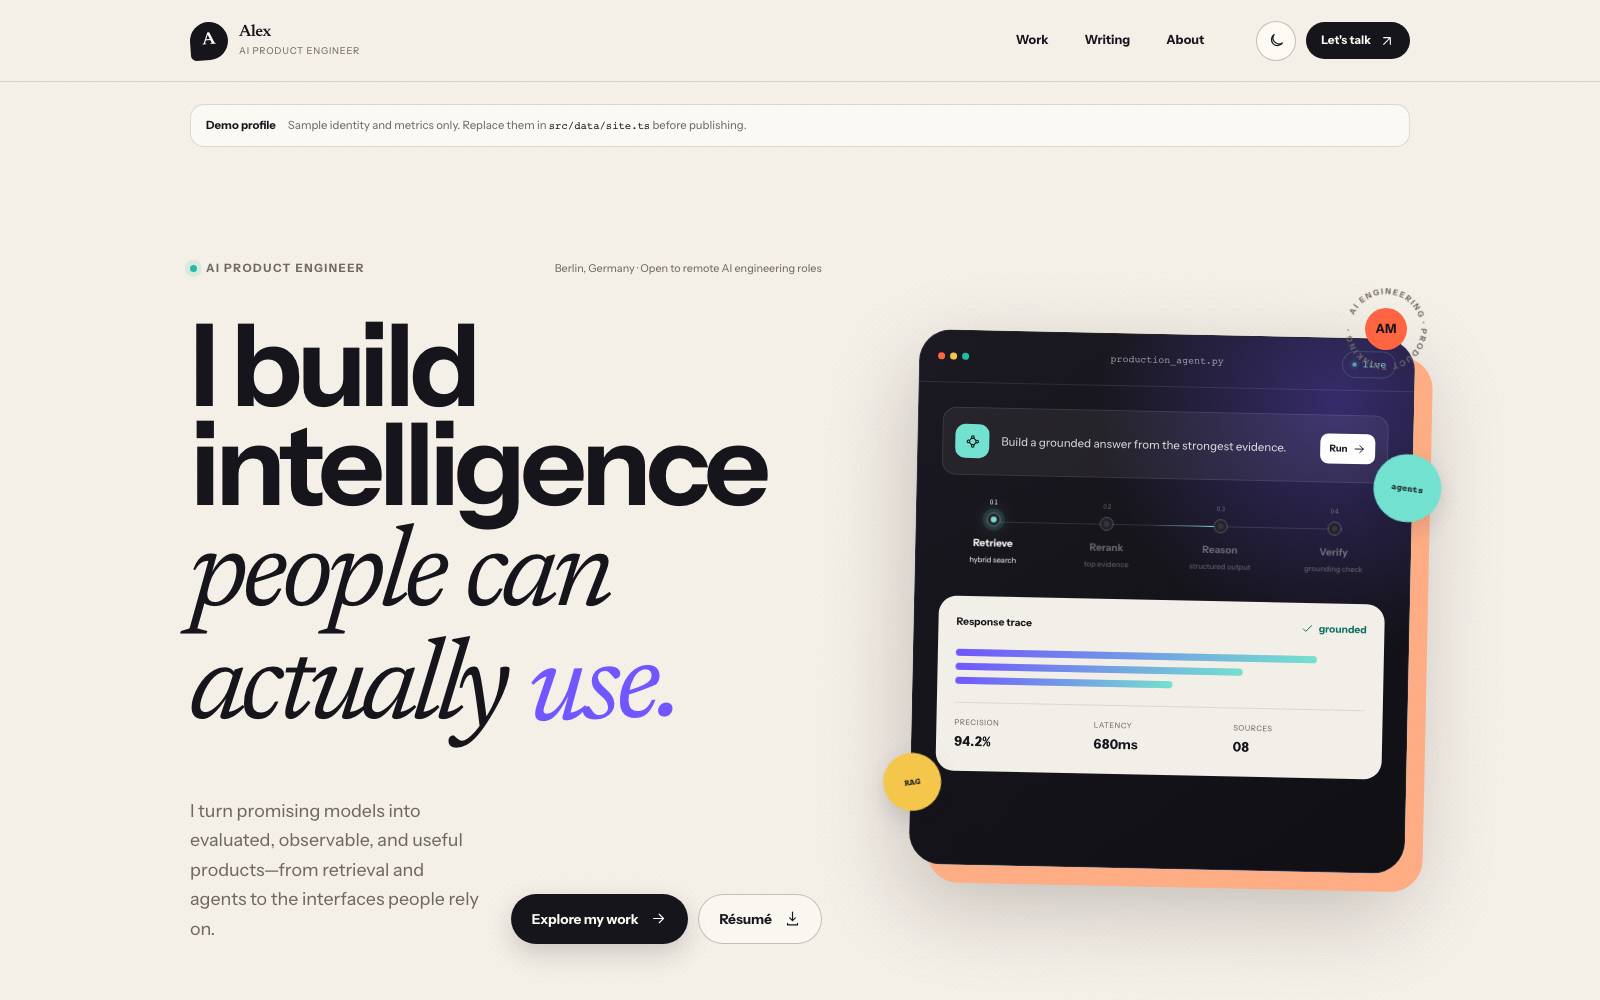 A
Alex
AI PRODUCT ENGINEER
Work
Writing
About
Let's talk
Demo profile Sample identity and metrics only. Replace them in src/data/site.ts before publishing.
AI PRODUCT ENGINEER
Berlin, Germany · Open to remote AI engineering roles
I build
intelligence
people can
actually use.
I turn promising models into
evaluated, observable, and useful
products—from retrieval and
agents to the interfaces people rely
on.
Explore my work
Résumé
AI ENGINEERING · PRODUCT THINKING ·
AM
production_agent.py
live
Build a grounded answer from the strongest evidence.
Run
agents
01
Retrieve
hybrid search
02
Rerank
top evidence
03
Reason
structured output
04
Verify
grounding check
Response trace
grounded
PRECISION
94.2%
LATENCY
680ms
SOURCES
08
RAG